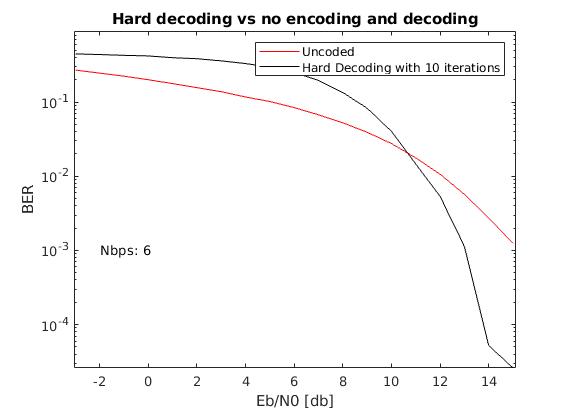 Hard decoding vs no encoding and decoding
Uncoded
Hard Decoding with 10 iterations
10-1
10-2
10-3
10-4
BER
Nbps: 6
-2 0 2 4 6 8 10 12 14
Eb/N0 [db]